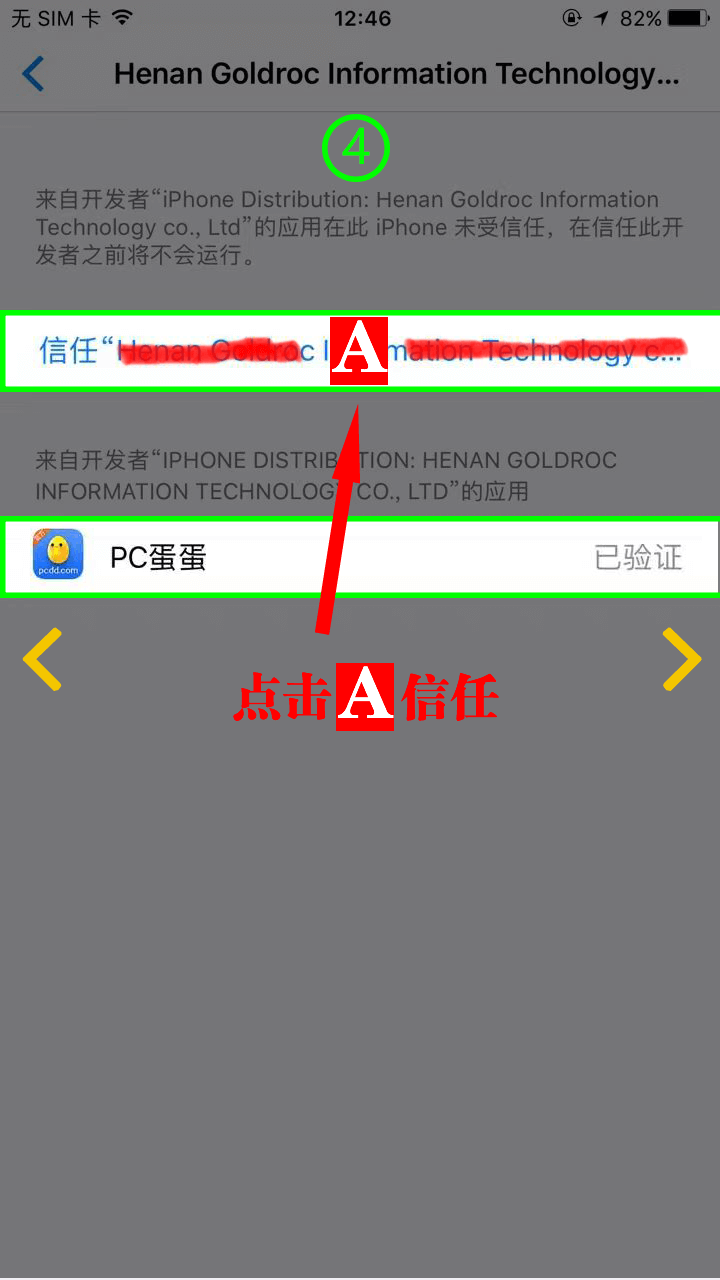 无 SIM 卡 12:46 82%
Henan Goldroc Information Technology...
④
来自开发者“iPhone Distribution: Henan Goldroc Information
Technology co., Ltd”的应用在此 iPhone 未受信任，在信任此开
发者之前将不会运行。
信任“Henan Goldroc I A mation Technology c...
来自开发者“IPHONE DISTRIB TION: HENAN GOLDROC
INFORMATION TECHNOLOG CO., LTD”的应用
pcdd.com
PC蛋蛋 已验证
点击A信任